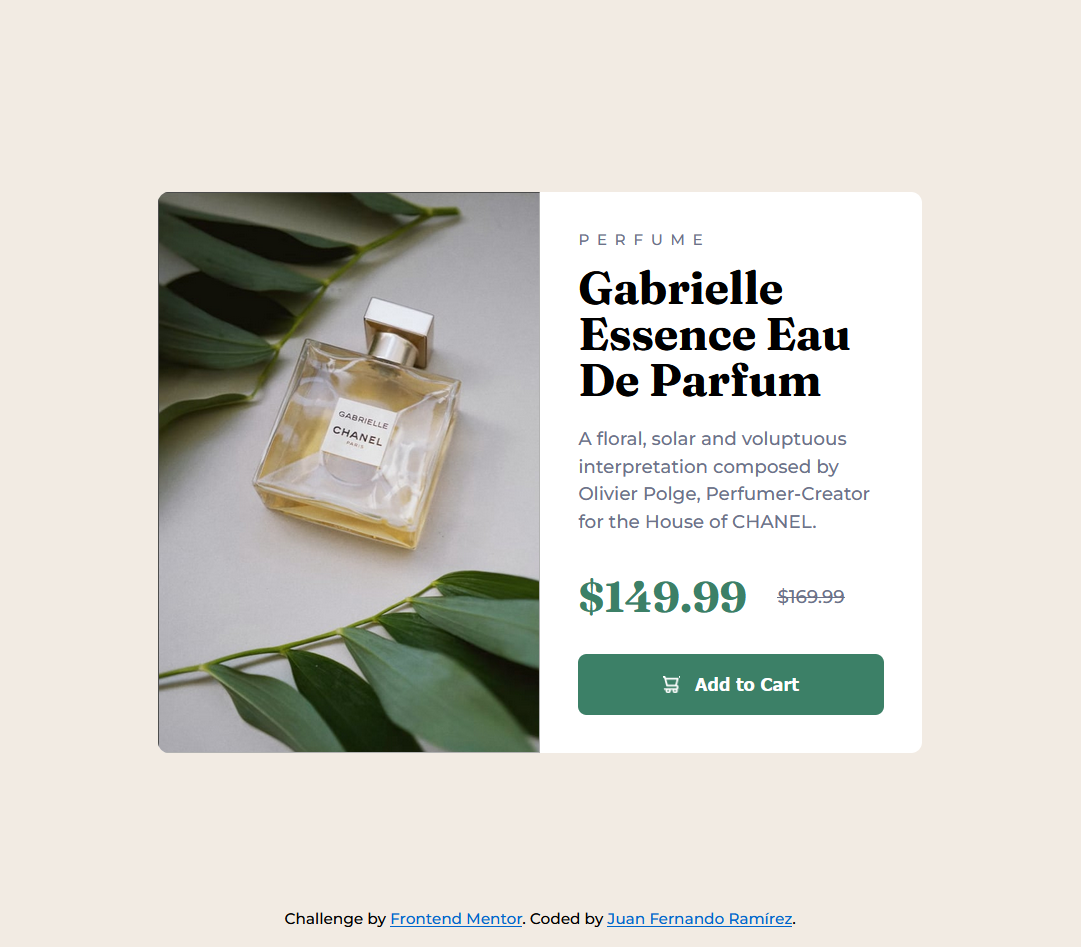 GABRIELLE
CHANEL
PARIS
PERFUME
Gabrielle
Essence Eau
De Parfum
A floral, solar and voluptuous
interpretation composed by
Olivier Polge, Perfumer-Creator
for the House of CHANEL.
$149.99 $169.99
Add to Cart
Challenge by Frontend Mentor. Coded by Juan Fernando Ramírez.